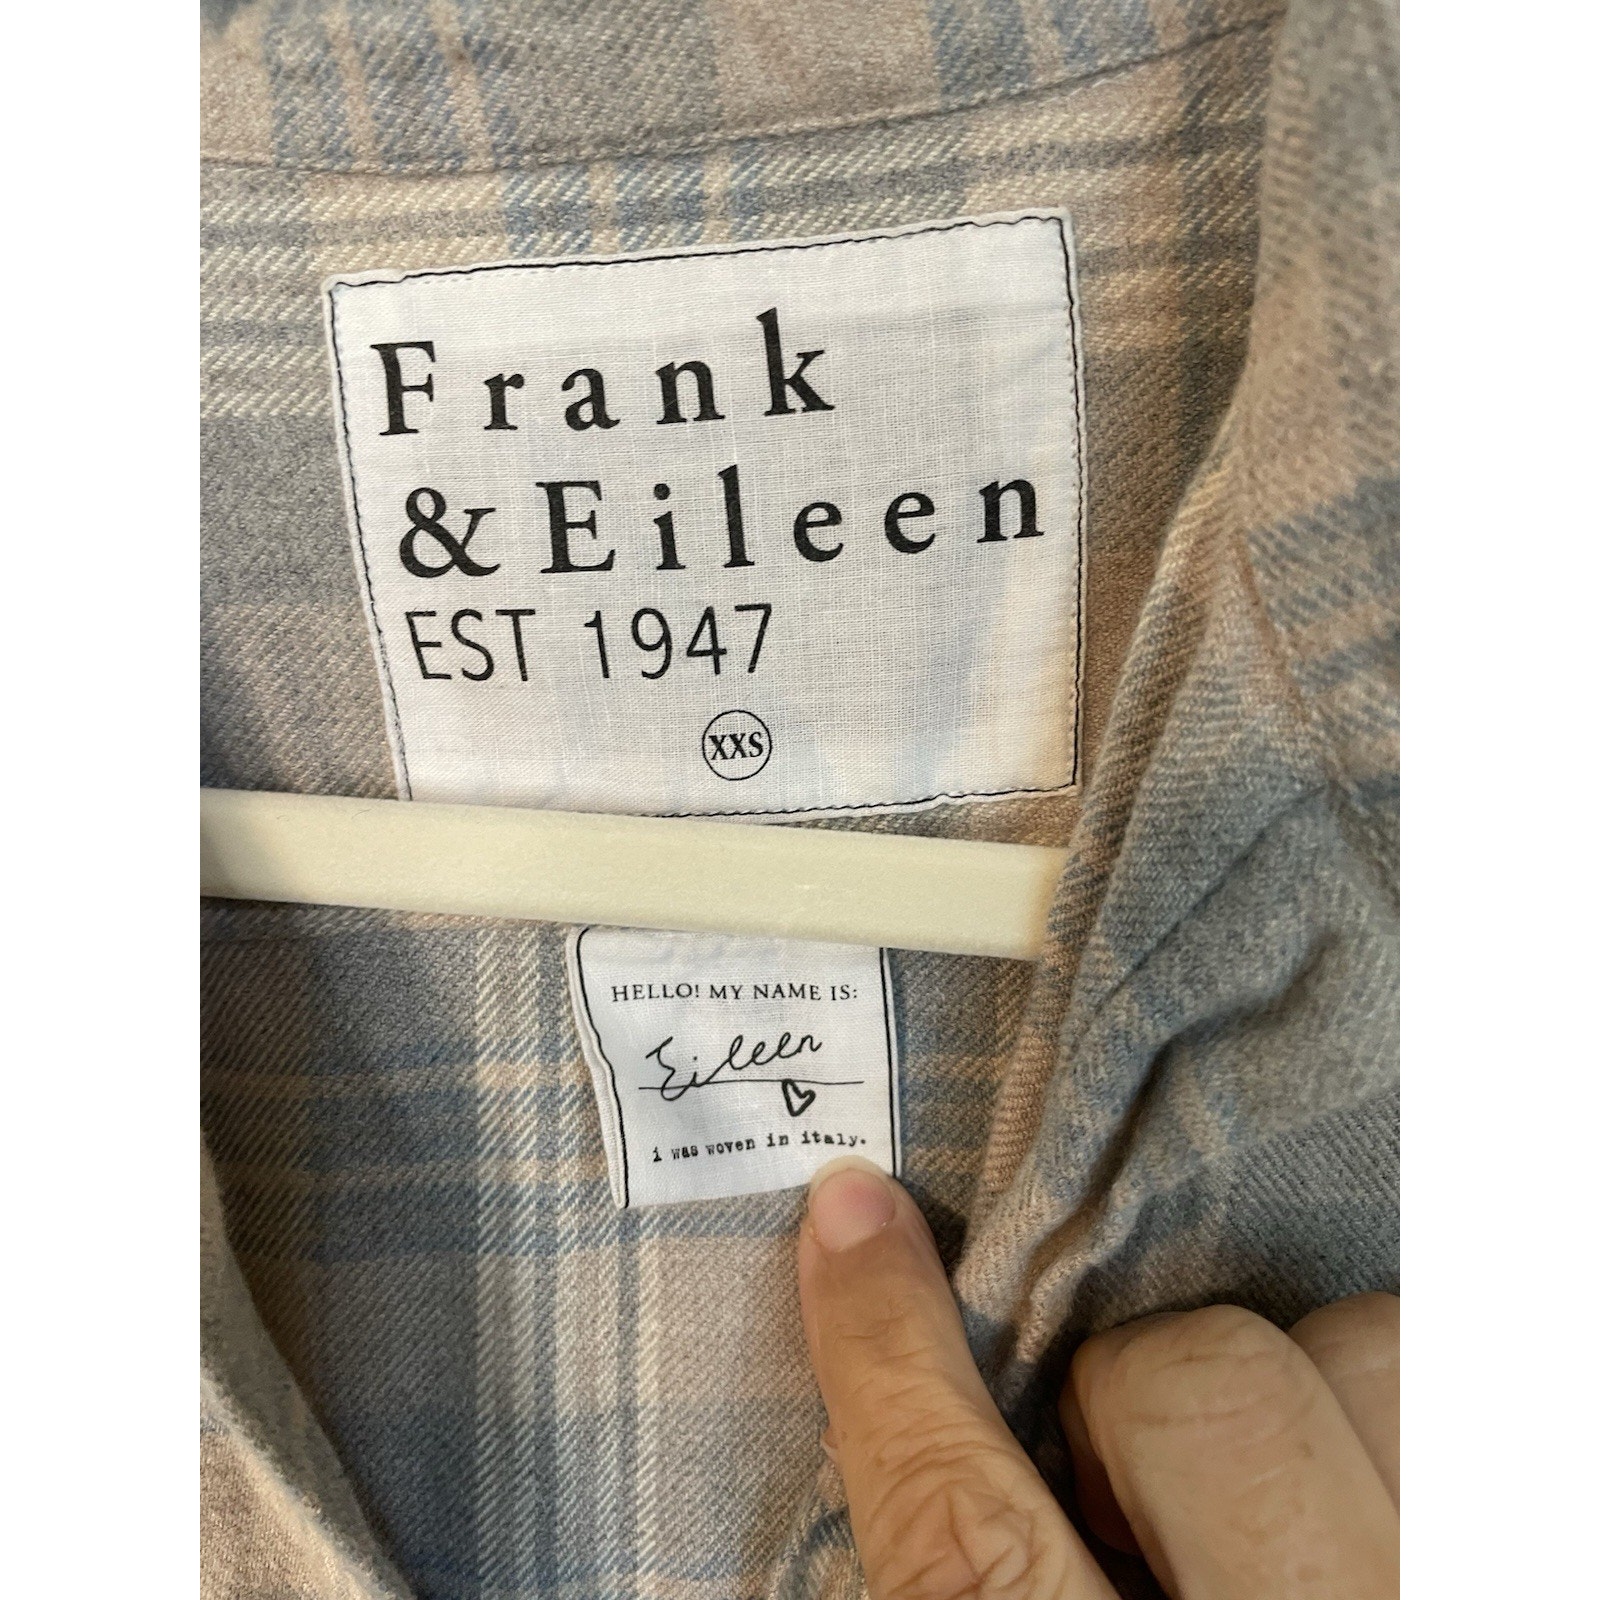 Frank
& Eileen
EST 1947
XXS
HELLO! MY NAME IS:
Eileen
i was woven in italy.